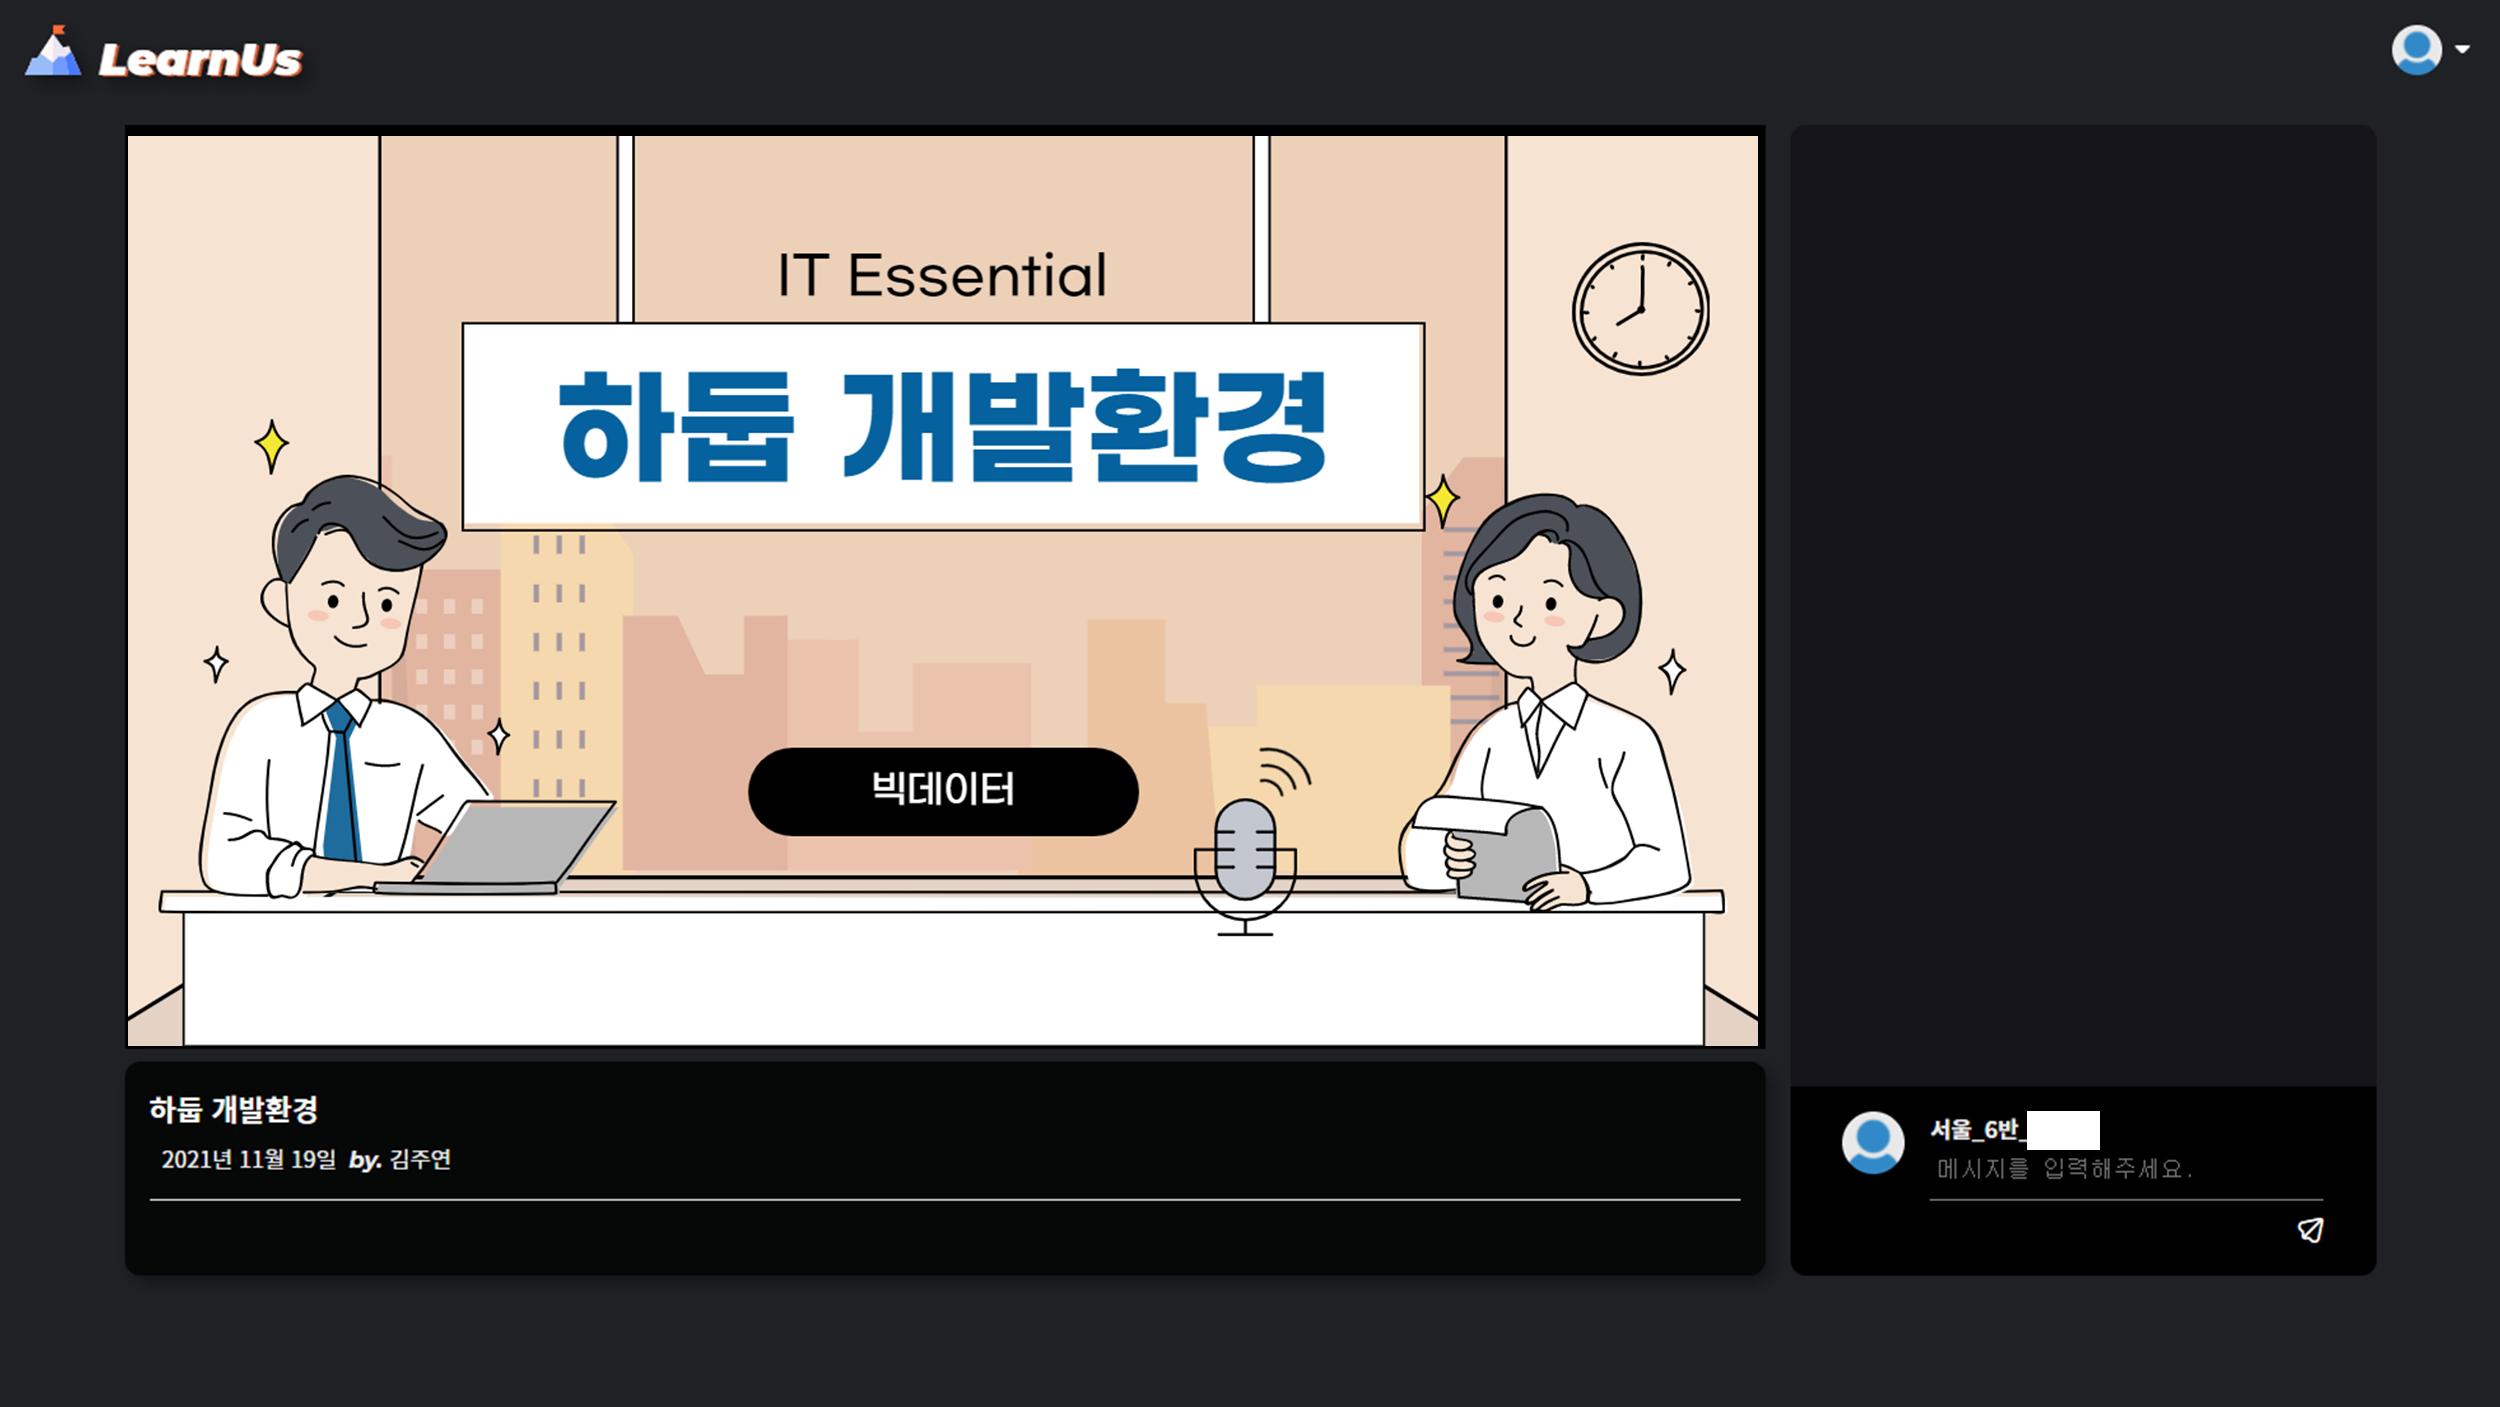 LearnUs
IT Essential
하둡 개발환경
빅데이터
하둡 개발환경
2021년 11월 19일 by. 김주연
서울_6반_
메시지를 입력해주세요.